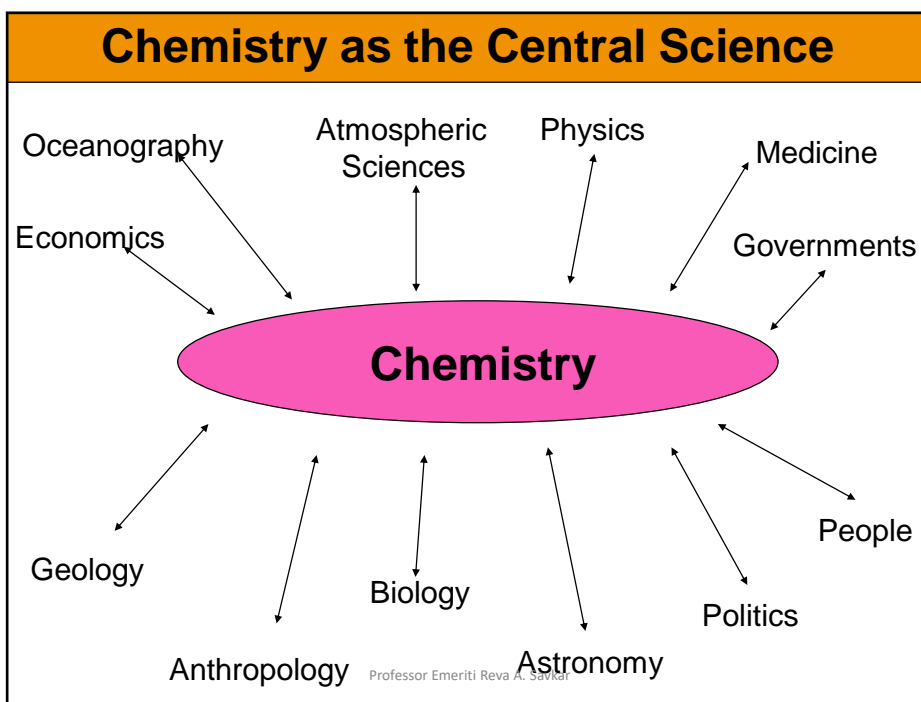 Chemistry as the Central Science
Oceanography
Atmospheric
Sciences
Physics
Medicine
Economics
Governments
Chemistry
Geology
Anthropology
Biology
Astronomy
Politics
People
Professor Emeriti Reva A. Savkar